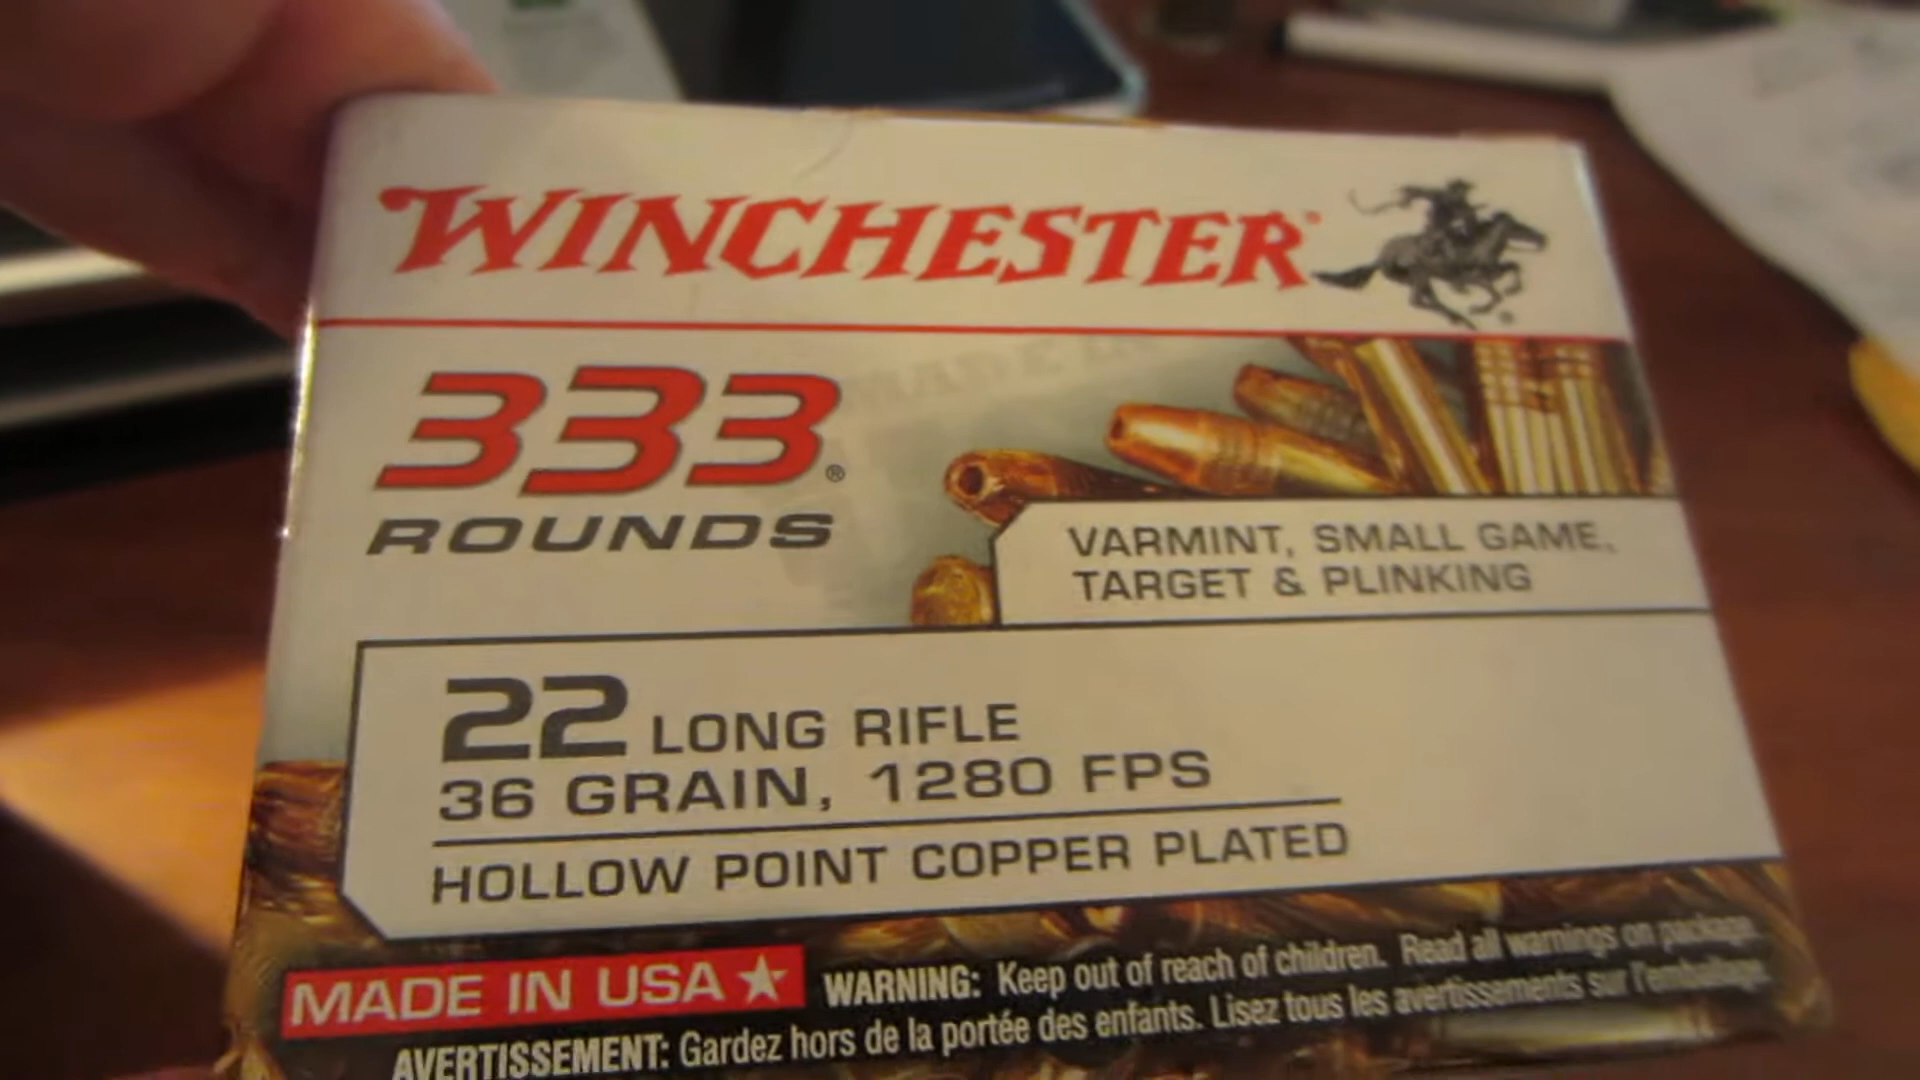 WINCHESTER®
333®
ROUNDS
VARMINT, SMALL GAME,
TARGET & PLINKING
22 LONG RIFLE
36 GRAIN, 1280 FPS
HOLLOW POINT COPPER PLATED
MADE IN USA
WARNING: Keep out of reach of children. Read all warnings on package.
AVERTISSEMENT: Gardez hors de la portée des enfants. Lisez tous les avertissements sur l'emballage.